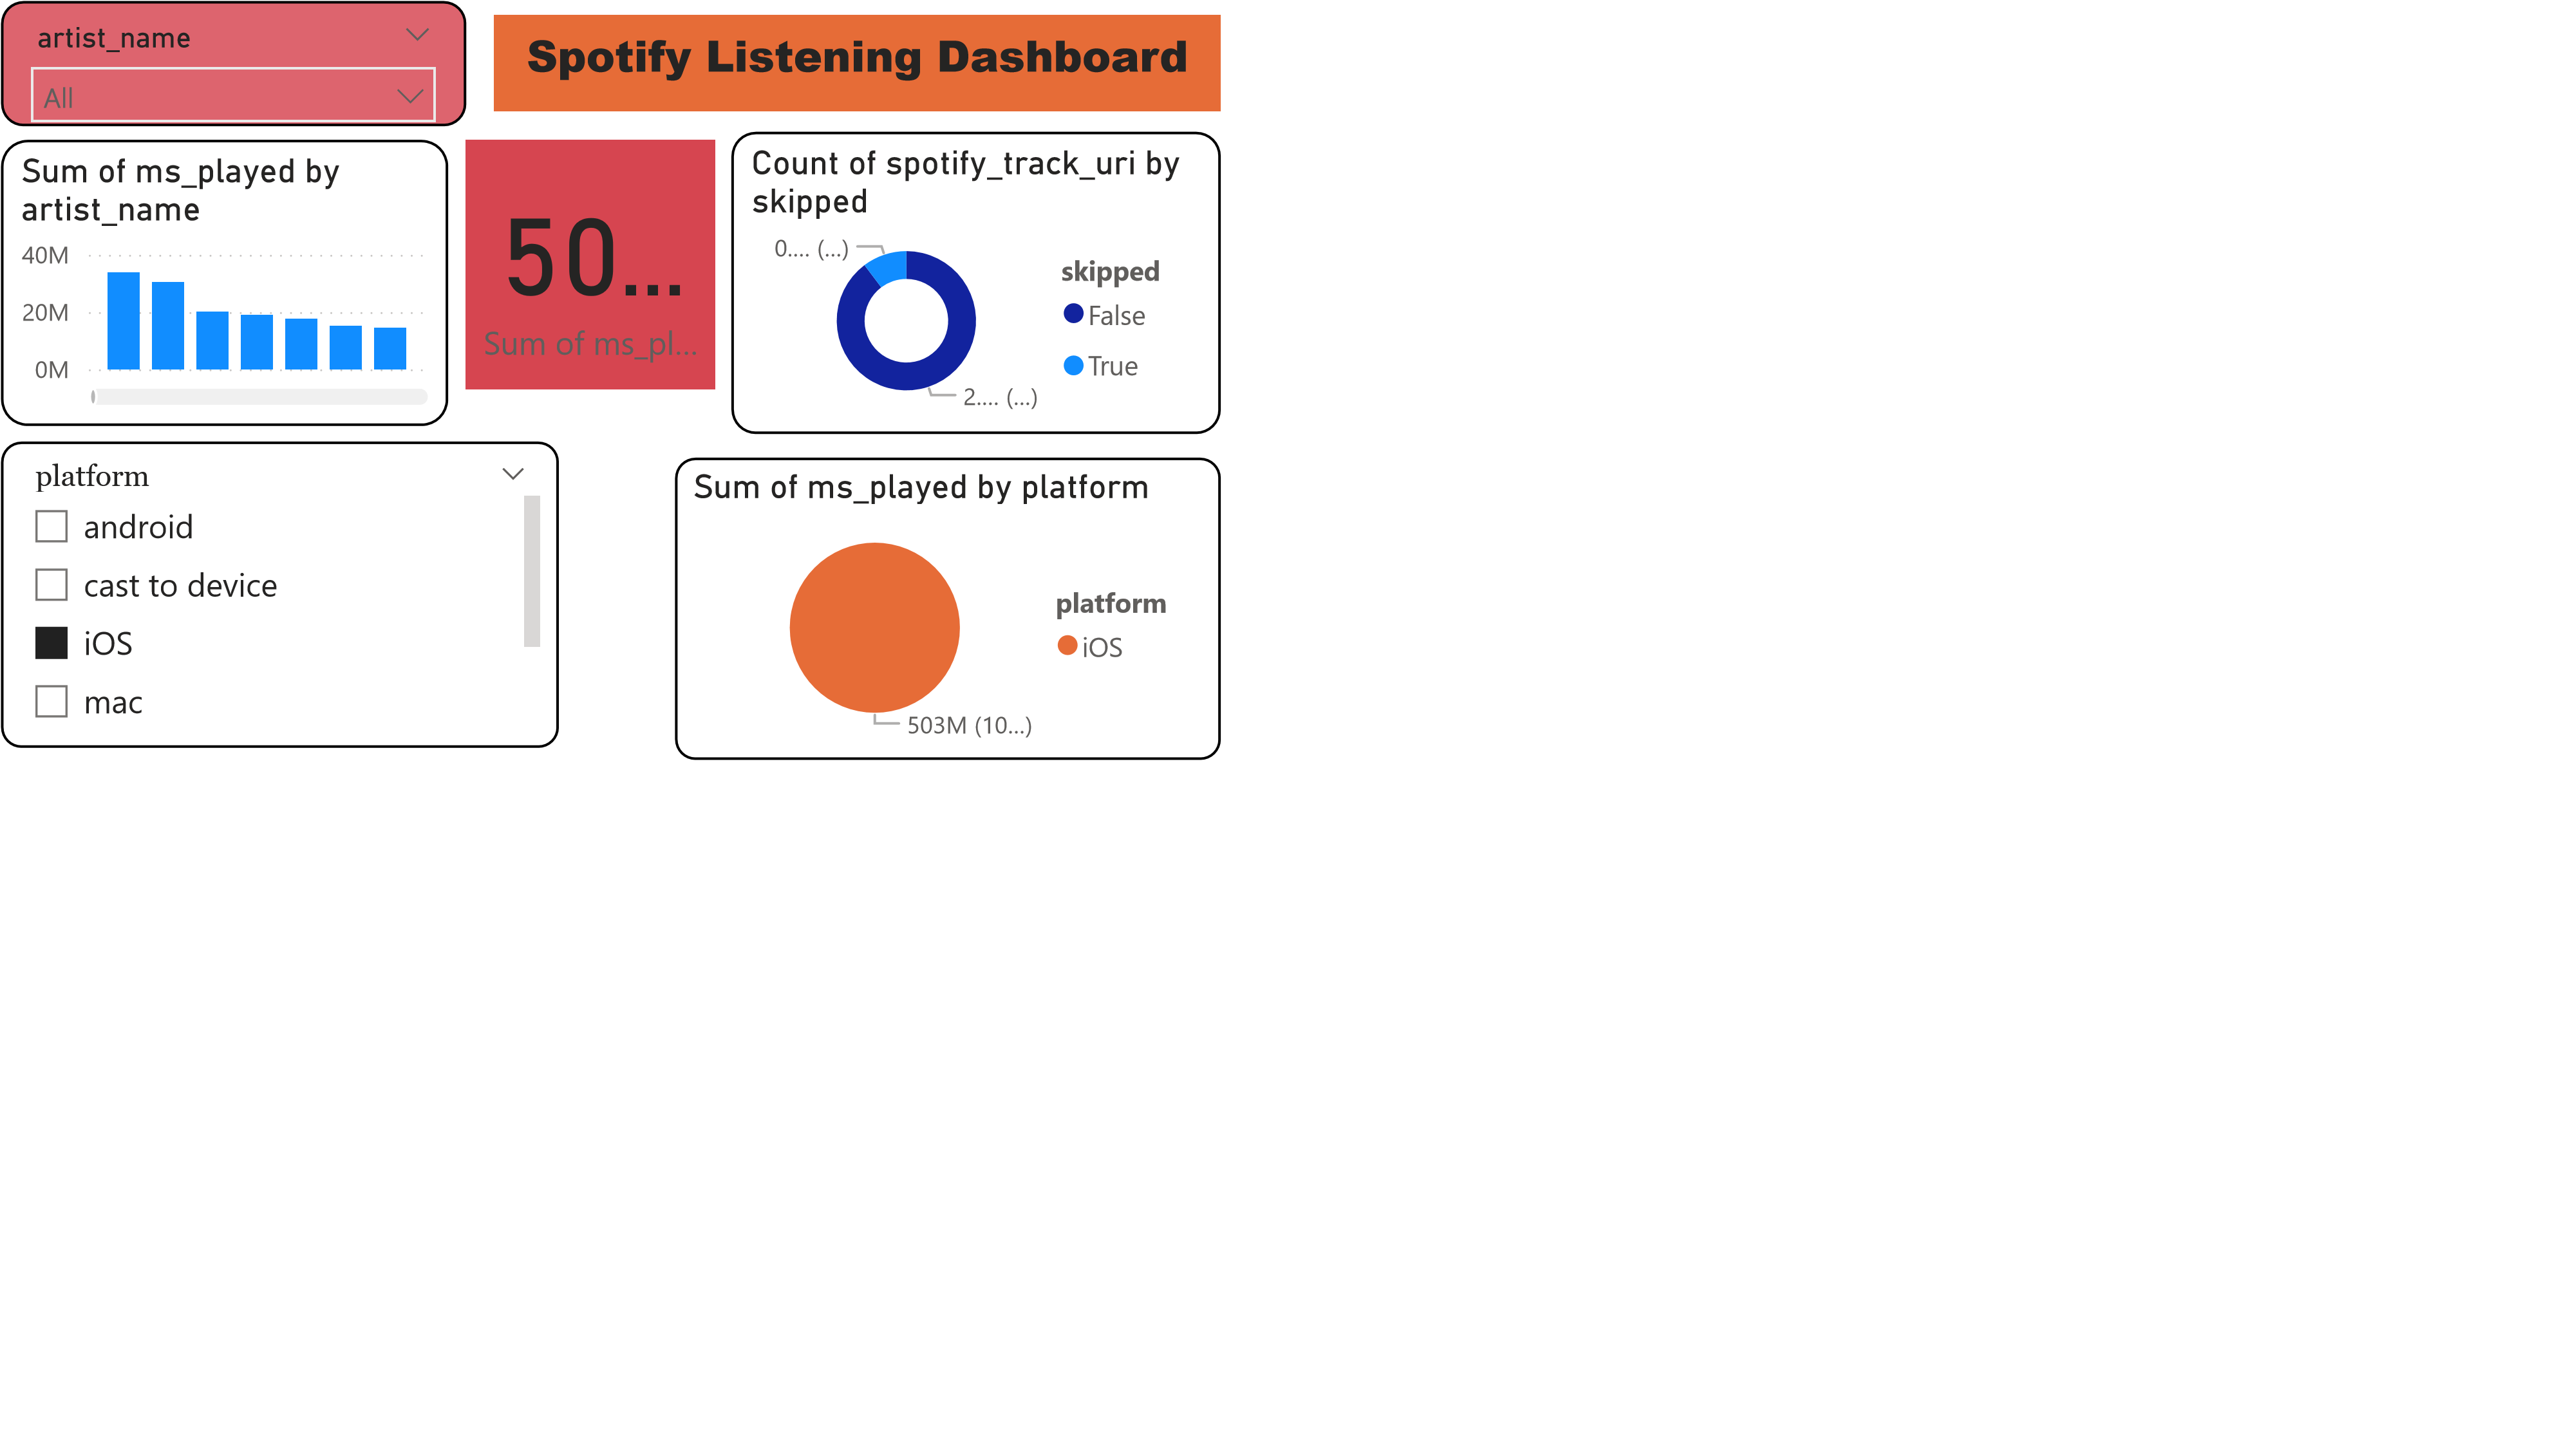 artist_name
All
Spotify Listening Dashboard
Sum of ms_played by
artist_name
40M
20M
0M
50...
Sum of ms_pl...
Count of spotify_track_uri by
skipped
0.... (...)
2.... (...)
skipped
False
True
platform
android
cast to device
iOS
mac
Sum of ms_played by platform
503M (10...)
platform
iOS